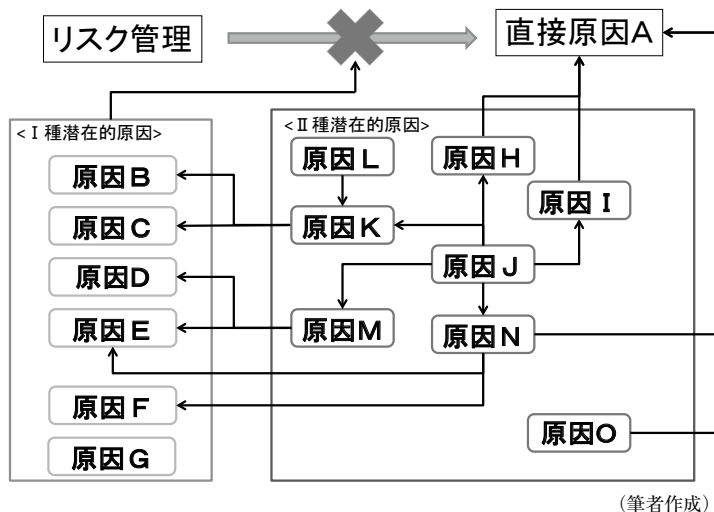 リスク管理
直接原因A
<Ⅰ種潜在的原因>
原因B
原因C
原因D
原因E
原因F
原因G
<Ⅱ種潜在的原因>
原因L
原因H
原因K
原因I
原因J
原因M
原因N
原因O
(筆者作成)